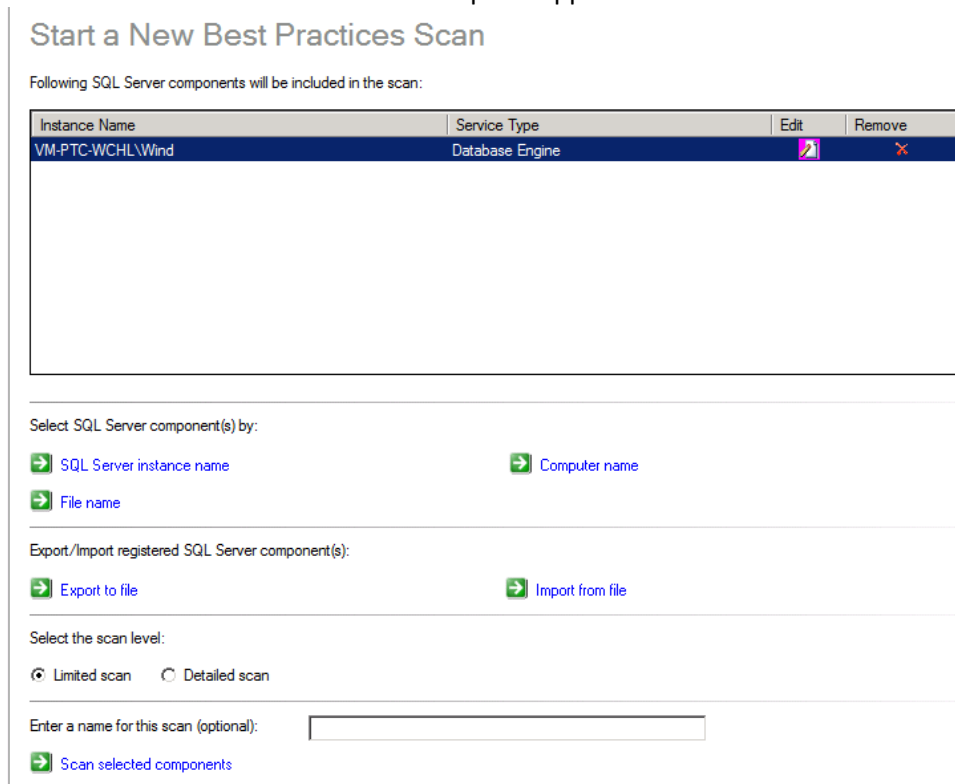 Start a New Best Practices Scan
Following SQL Server components will be included in the scan:
Instance Name Service Type Edit Remove
VM-PTC-WCHL\Wind Database Engine
Select SQL Server component(s) by:
SQL Server instance name Computer name
File name
Export/Import registered SQL Server component(s):
Export to file Import from file
Select the scan level:
Limited scan Detailed scan
Enter a name for this scan (optional):
Scan selected components